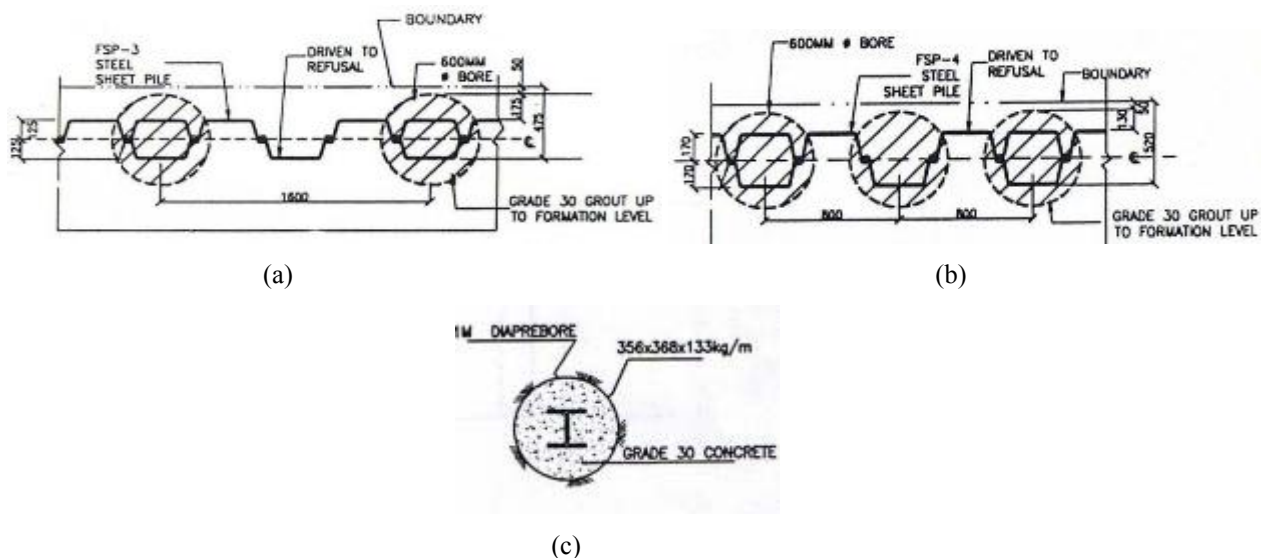 BOUNDARY
FSP-3
STEEL
SHEET PILE
DRIVEN TO
REFUSAL
600MM
Ø BORE
50
175
475
125
125
1600
GRADE 30 GROUT UP
TO FORMATION LEVEL
(a)
600MM Ø BORE
FSP-4
STEEL
SHEET PILE
DRIVEN TO
REFUSAL
BOUNDARY
50
130
520
170
170
800
800
GRADE 30 GROUT UP
TO FORMATION LEVEL
(b)
1M DIAPREBORE
356x368x133kg/m
GRADE 30 CONCRETE
(c)